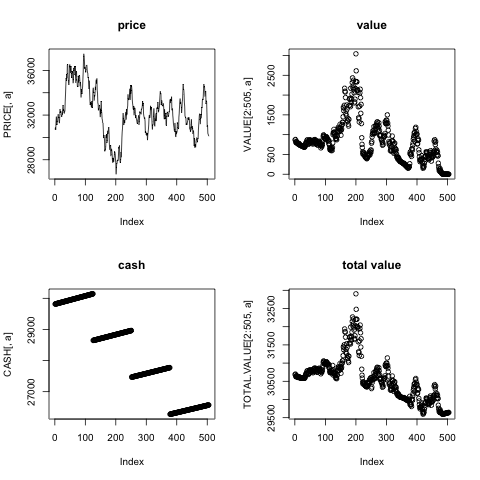 price
PRICE[, a]
36000
32000
28000
0 100 200 300 400 500
Index
value
VALUE[2:505, a]
2500
1500
500
0
0 100 200 300 400 500
Index
cash
CASH[, a]
29000
27000
0 100 200 300 400 500
Index
total value
TOTAL.VALUE[2:505, a]
32500
31500
30500
29500
0 100 200 300 400 500
Index